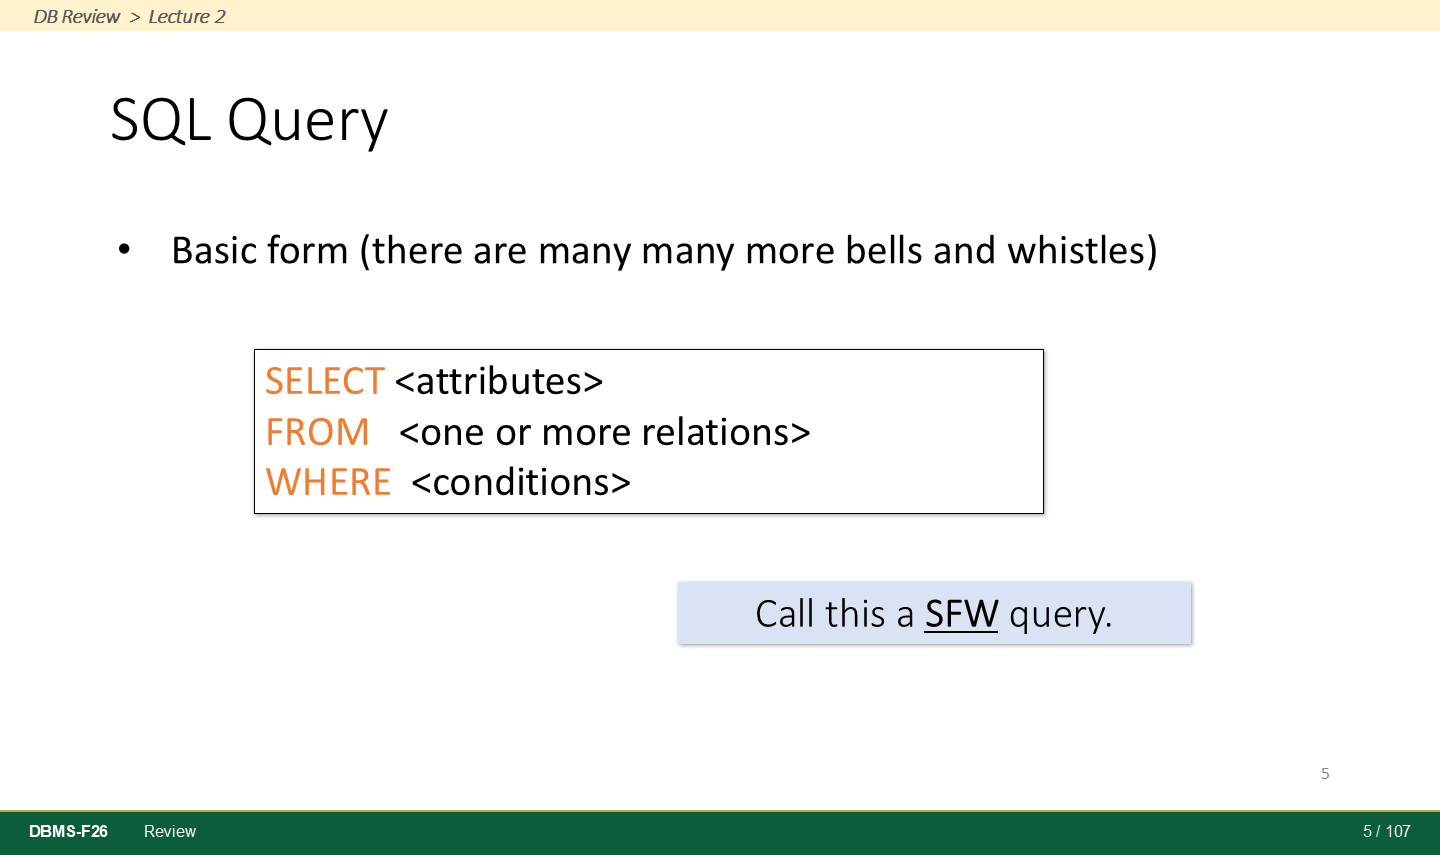 DB Review > Lecture 2
SQL Query
• Basic form (there are many many more bells and whistles)
SELECT <attributes>
FROM <one or more relations>
WHERE <conditions>
Call this a SFW query.
5
DBMS-F26 Review 5 / 107